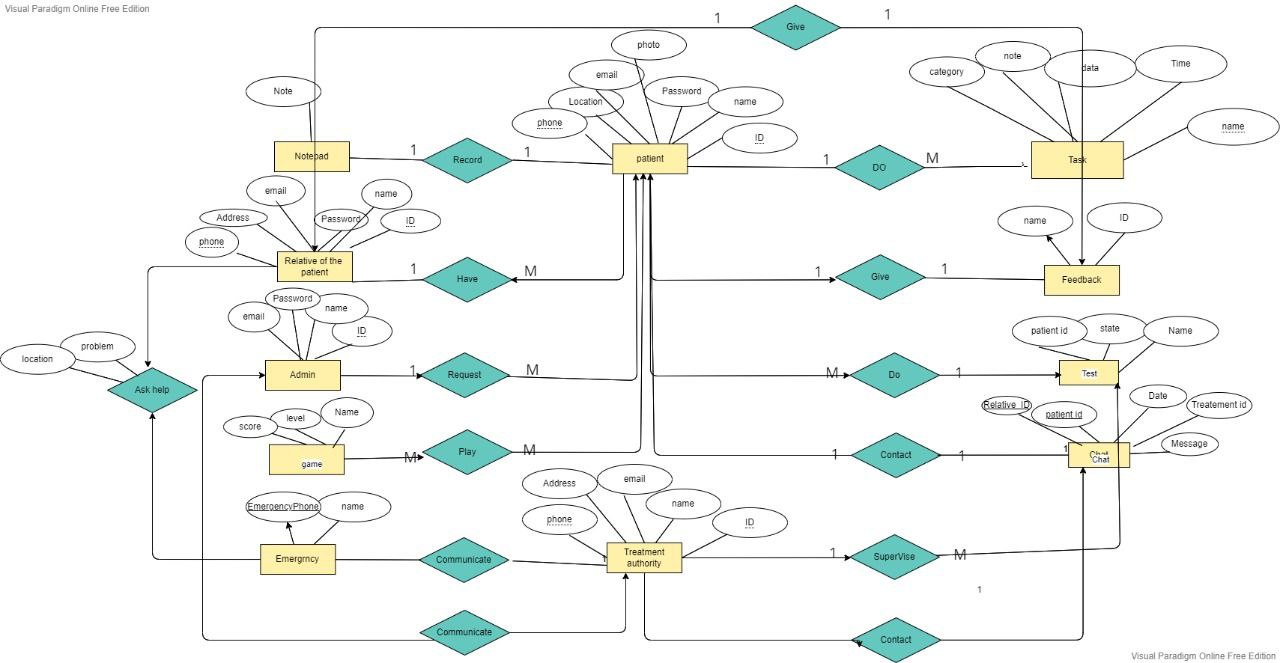 Visual Paradigm Online Free Edition
1
Give
1
photo
note
category
data
Time
email
Note
Location
Password
name
phone
ID
name
Notepad
1
Record
1
patient
1
DO
M
Task
email
name
Address
Password
ID
phone
name
ID
Relative of the
patient
1
Have
M
1
Give
1
Feedback
Password
email
name
ID
problem
location
patient id
state
Name
Ask help
Admin
1
Request
M
M
Do
1
Test
score
level
Name
Relative_ID
patient id
Date
Treatement id
Message
game
M
Play
M
1
Contact
1
1
Chat
Chat
Address
email
name
phone
ID
EmergencyPhone
name
Emergrncy
Communicate
1
Treatment
authority
1
SuperVise
M
1
Communicate
Contact
Visual Paradigm Online Free Edition